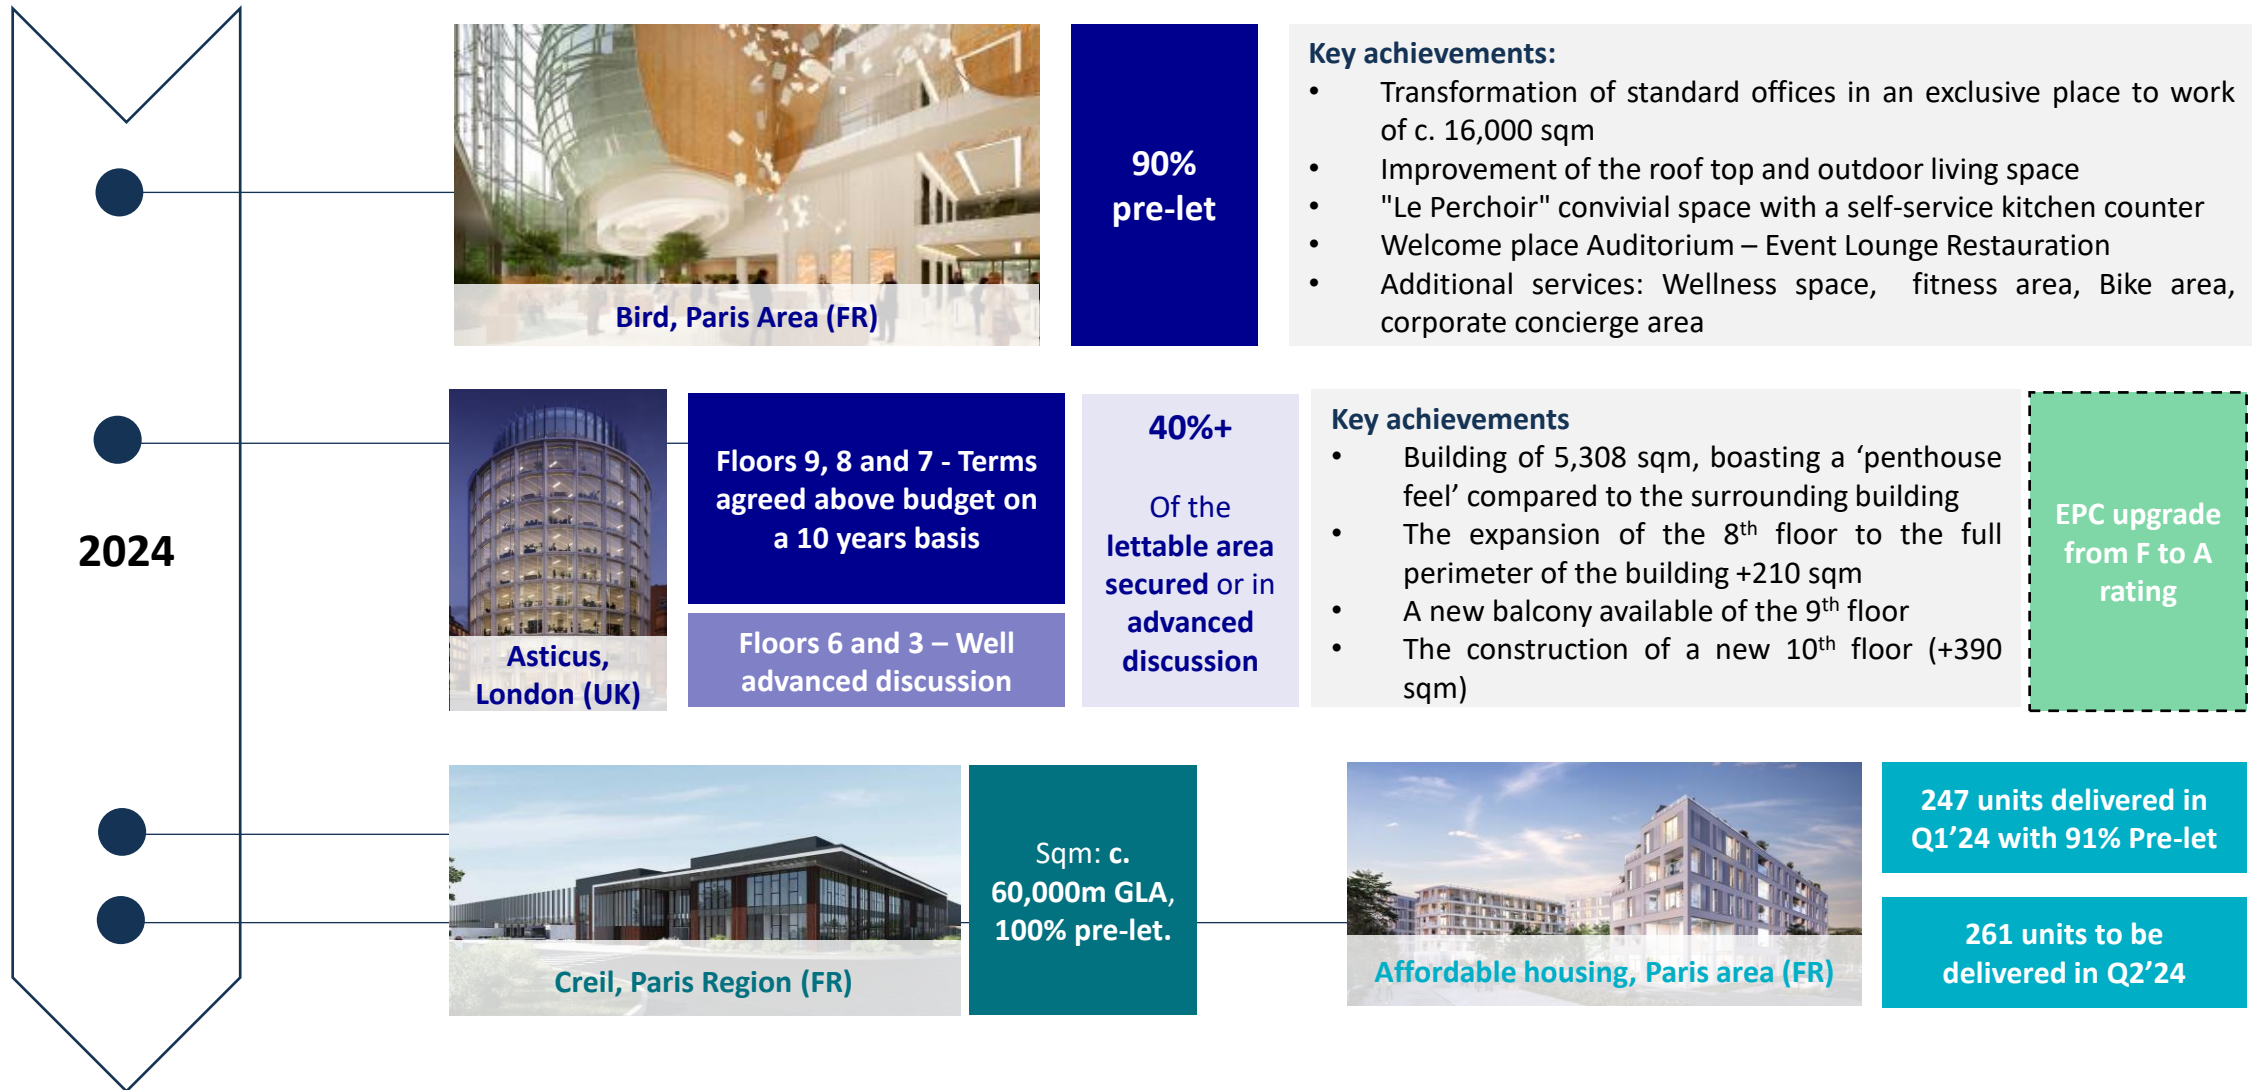 2024
Bird, Paris Area (FR)
90%
pre-let
Key achievements:
• Transformation of standard offices in an exclusive place to work
of c. 16,000 sqm
• Improvement of the roof top and outdoor living space
• "Le Perchoir" convivial space with a self-service kitchen counter
• Welcome place Auditorium – Event Lounge Restauration
• Additional services: Wellness space, fitness area, Bike area,
corporate concierge area
Asticus,
London (UK)
Floors 9, 8 and 7 - Terms
agreed above budget on
a 10 years basis
Floors 6 and 3 – Well
advanced discussion
40%+
Of the
lettable area
secured or in
advanced
discussion
Key achievements
• Building of 5,308 sqm, boasting a ‘penthouse
feel’ compared to the surrounding building
• The expansion of the 8th floor to the full
perimeter of the building +210 sqm
• A new balcony available of the 9th floor
• The construction of a new 10th floor (+390
sqm)
EPC upgrade
from F to A
rating
Creil, Paris Region (FR)
Sqm: c.
60,000m GLA,
100% pre-let.
Affordable housing, Paris area (FR)
247 units delivered in
Q1’24 with 91% Pre-let
261 units to be
delivered in Q2’24